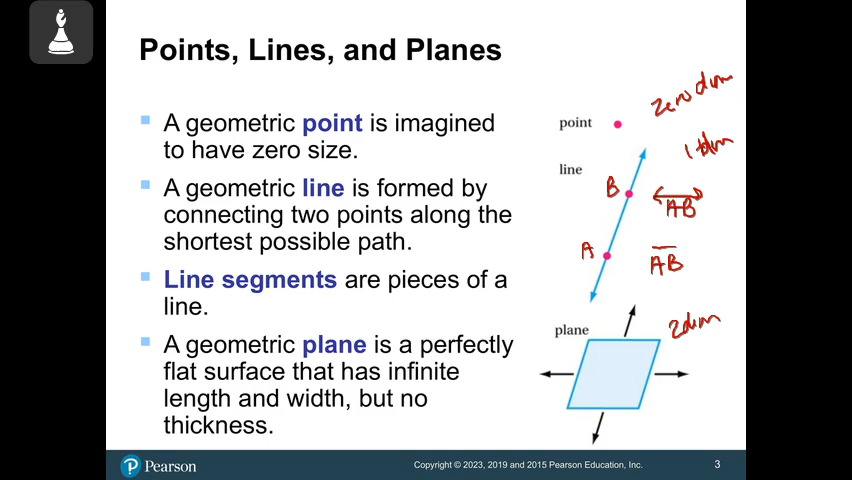 Points, Lines, and Planes
A geometric point is imagined
to have zero size.
A geometric line is formed by
connecting two points along the
shortest possible path.
Line segments are pieces of a
line.
A geometric plane is a perfectly
flat surface that has infinite
length and width, but no
thickness.
point
zero dim
1 dim
line
B
AB
A
AB
plane
2dim
Pearson
Copyright © 2023, 2019 and 2015 Pearson Education, Inc.
3